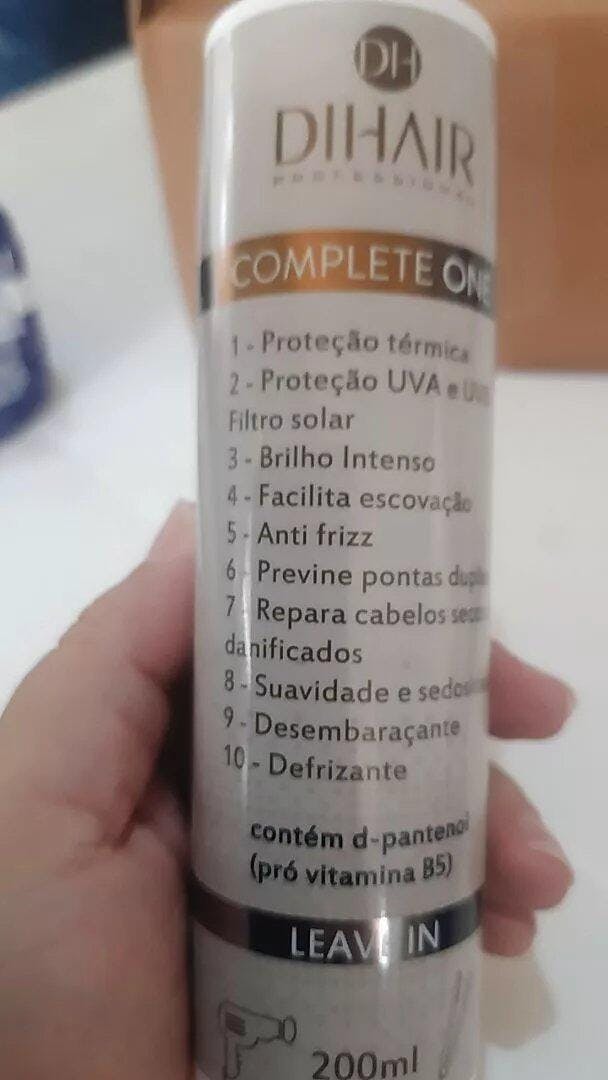 DH
DIHAIR
PROFESSIONAL
COMPLETE ONE
1 - Proteção térmica
2 - Proteção UVA e
Filtro solar
3 - Brilho Intenso
4 - Facilita escovação
5 - Anti frizz
6 - Previne pontas
7 - Repara cabelos
danificados
8 - Suavidade e
9 - Desembaraçante
10 - Defrizante
contém d-pantenol
(pró vitamina B5)
LEAVE IN
200ml